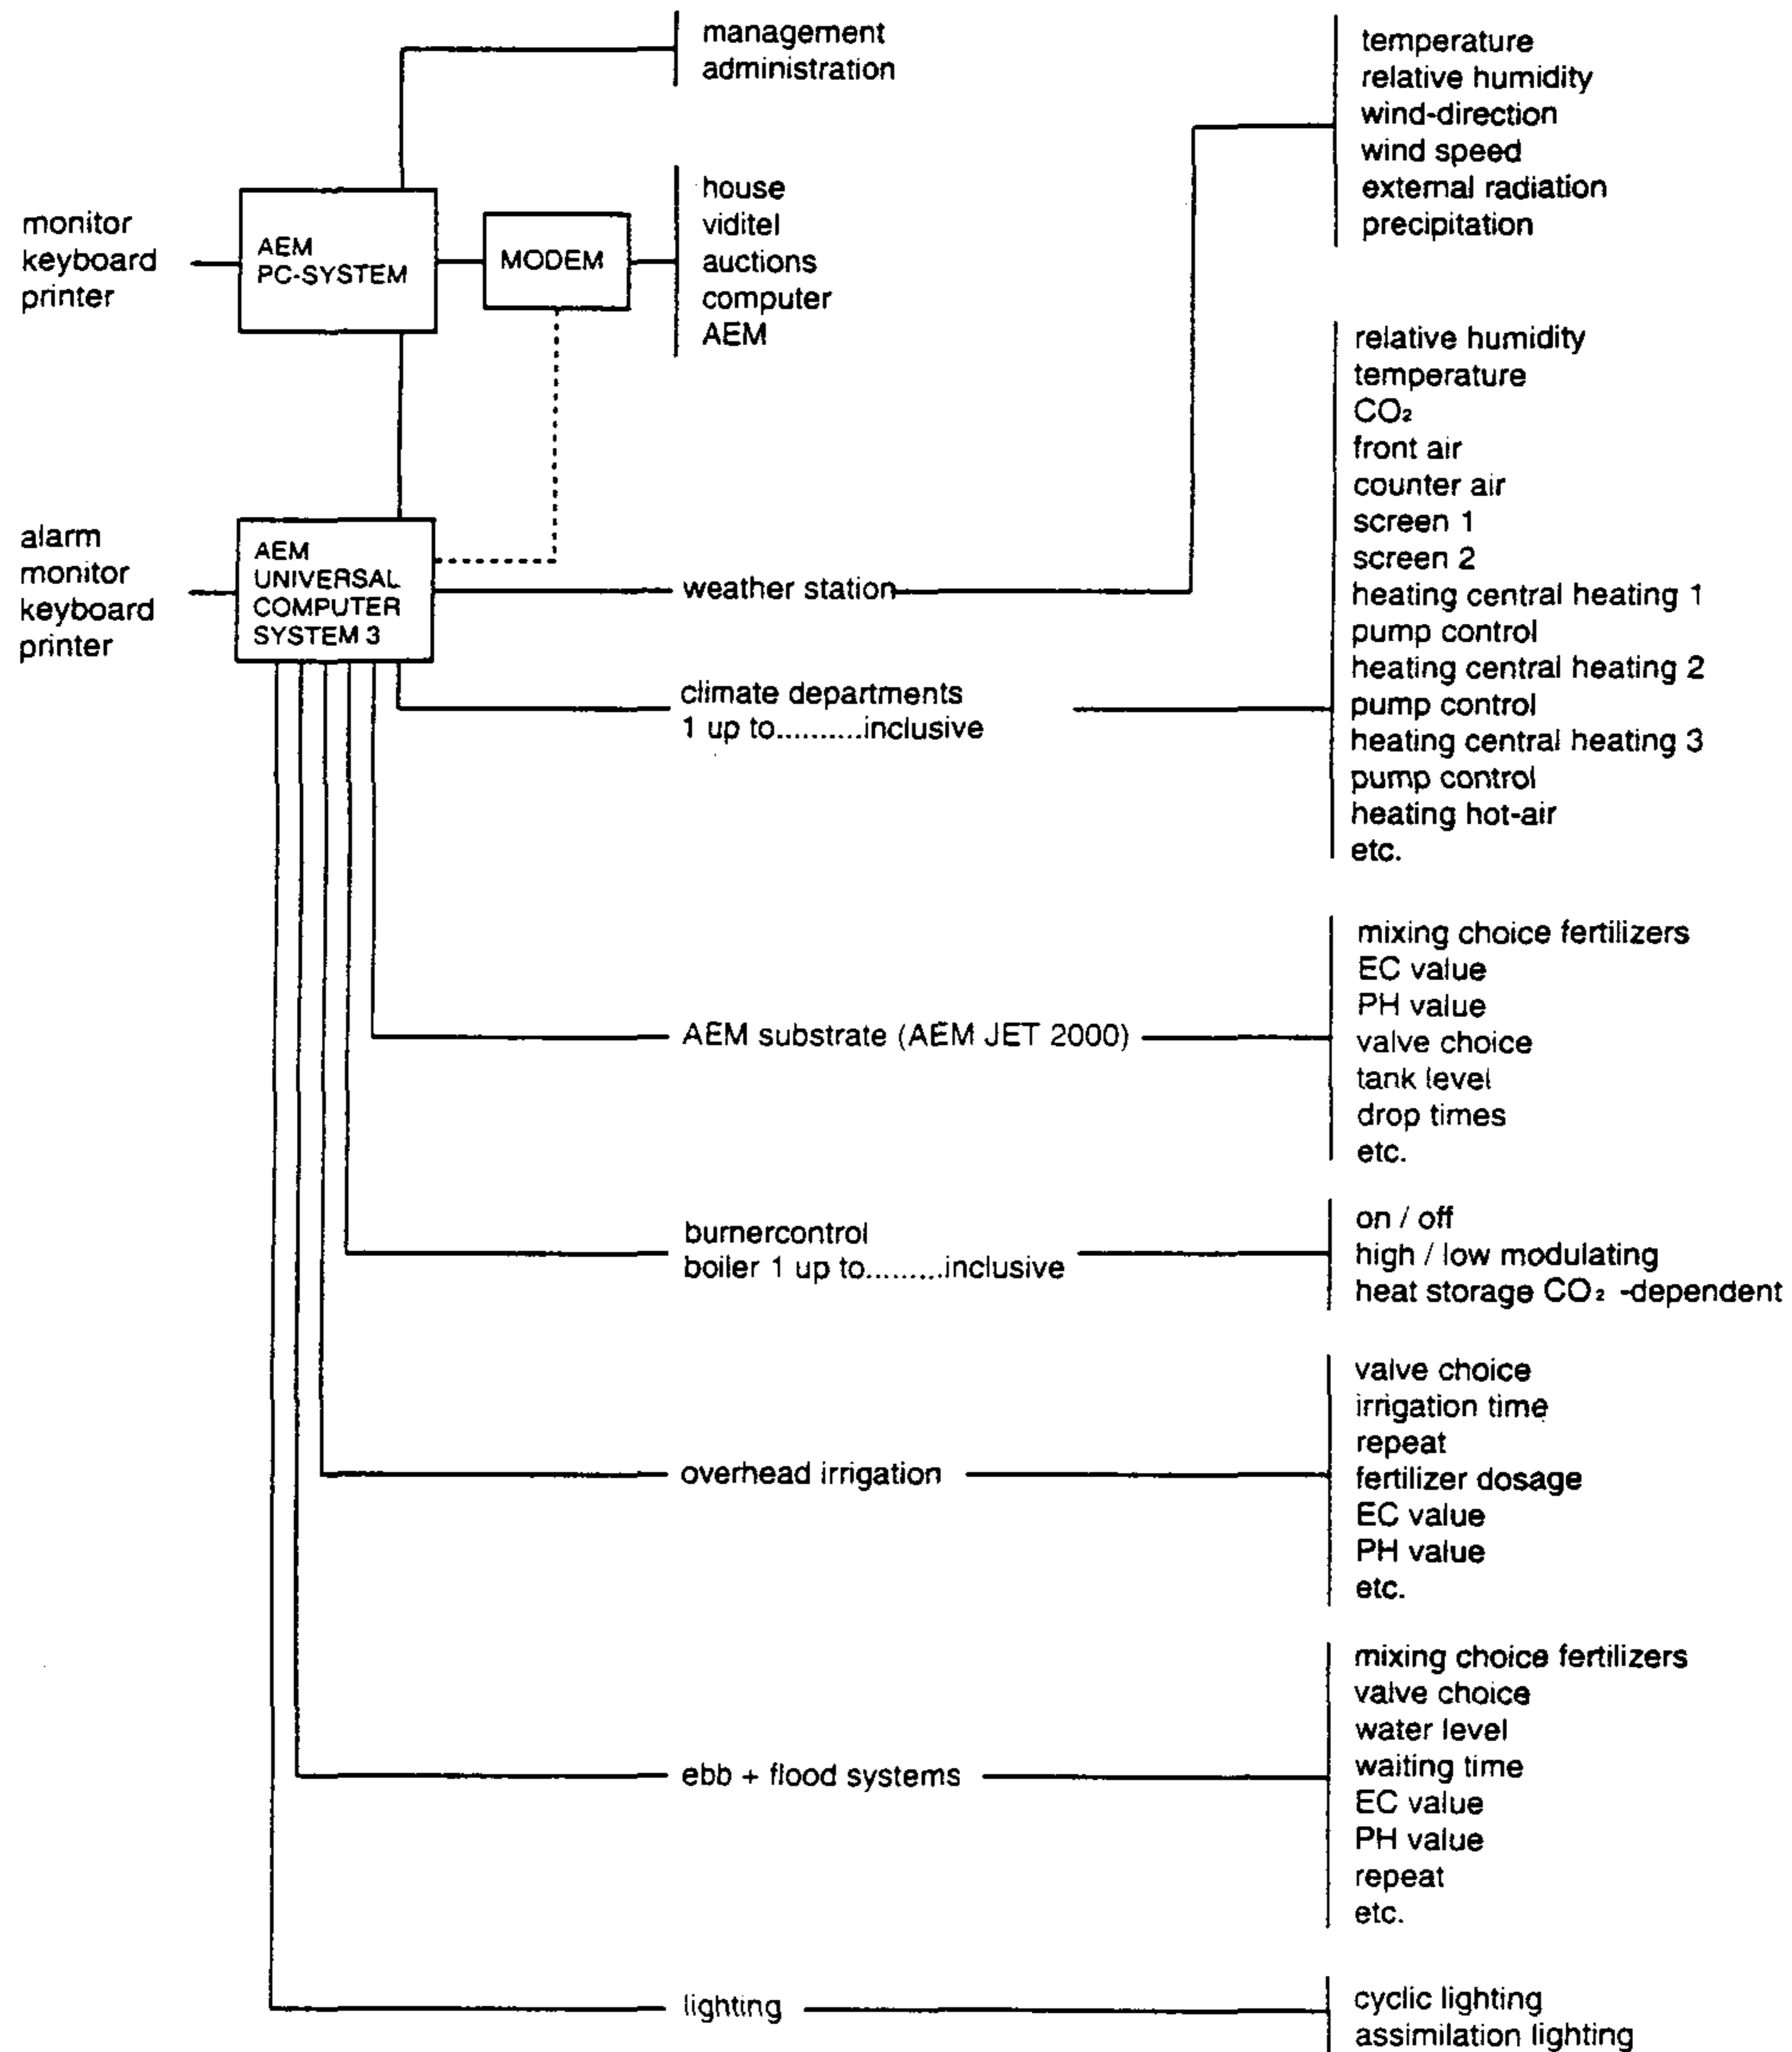 management
administration
monitor
keyboard
printer
AEM
PC-SYSTEM
MODEM
house
viditel
auctions
computer
AEM
temperature
relative humidity
wind-direction
wind speed
external radiation
precipitation
alarm
monitor
keyboard
printer
AEM
UNIVERSAL
COMPUTER
SYSTEM 3
weather station
climate departments
1 up to..........inclusive
relative humidity
temperature
CO₂
front air
counter air
screen 1
screen 2
heating central heating 1
pump control
heating central heating 2
pump control
heating central heating 3
pump control
heating hot-air
etc.
AEM substrate (AEM JET 2000)
mixing choice fertilizers
EC value
PH value
valve choice
tank level
drop times
etc.
burnercontrol
boiler 1 up to.........inclusive
on / off
high / low modulating
heat storage CO₂ -dependent
overhead irrigation
valve choice
irrigation time
repeat
fertilizer dosage
EC value
PH value
etc.
ebb + flood systems
mixing choice fertilizers
valve choice
water level
waiting time
EC value
PH value
repeat
etc.
lighting
cyclic lighting
assimilation lighting